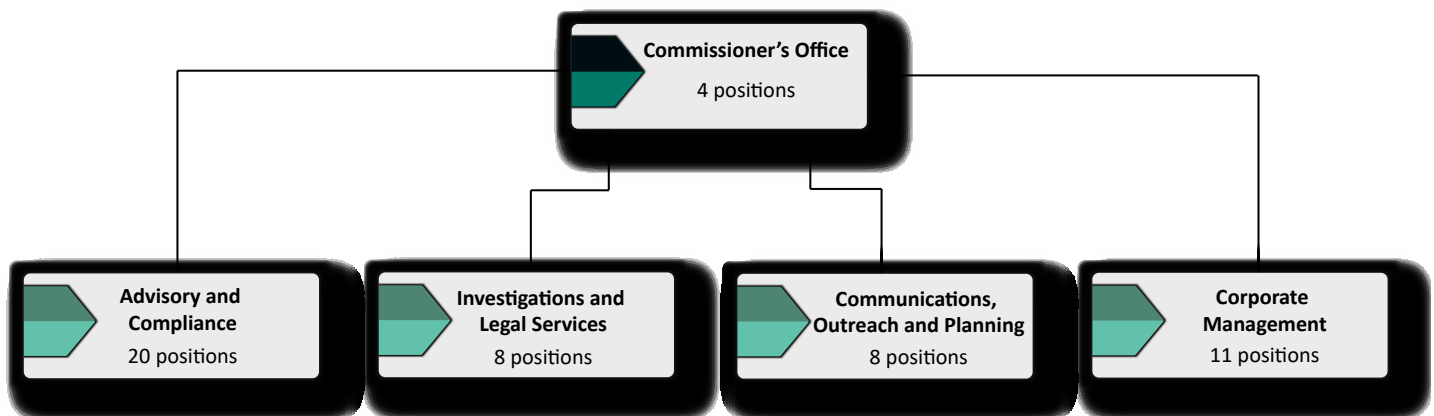 Commissioner’s Office
4 positions
Advisory and
Compliance
20 positions
Investigations and
Legal Services
8 positions
Communications,
Outreach and Planning
8 positions
Corporate
Management
11 positions